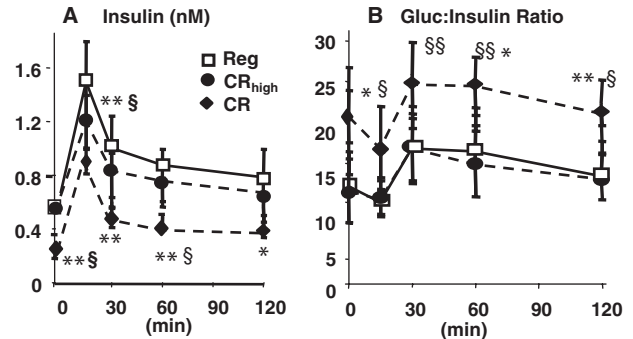 A Insulin (nM)
1.6
1.2
0.8
0.4
0
Reg
CRhigh
CR
** §
** §
**
** §
*
0 30 60 90 120
(min)
B Gluc:Insulin Ratio
30
25
20
15
10
5
0
* §
§§
§§ *
** §
0 30 60 90 120
(min)